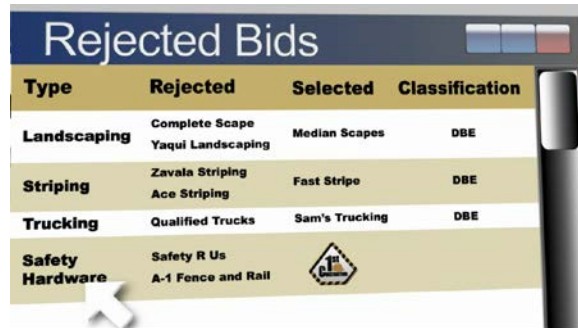 Rejected Bids
Type Rejected Selected Classification
Landscaping Complete Scape Median Scapes DBE
Yaqui Landscaping
Striping Zavala Striping Fast Stripe DBE
Ace Striping
Trucking Qualified Trucks Sam's Trucking DBE
Safety Hardware Safety R Us 1st
A-1 Fence and Rail